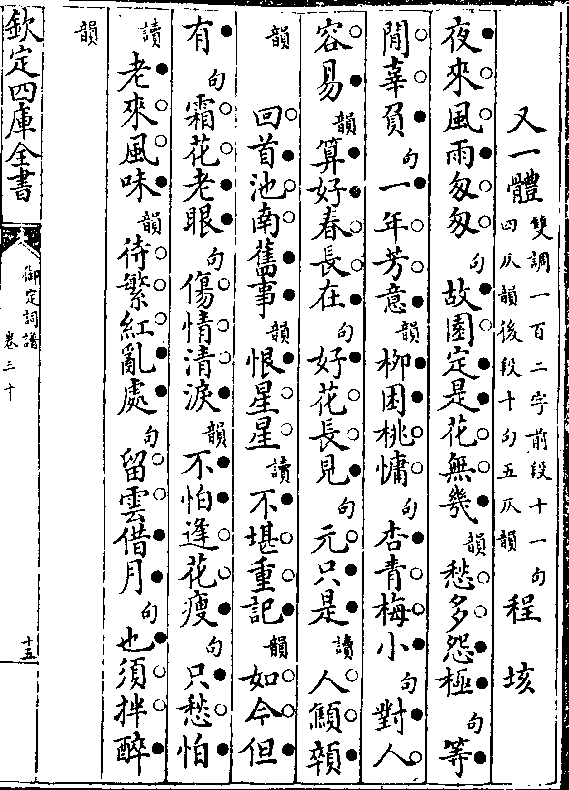 又一體雙調一百二字前段十一句四仄韻後段十句五仄韻 程垓
夜來風雨匆匆句故園定是花無幾韻愁多怨極句等
閒辜負句一年芳意韻柳困桃慵句杏青梅小句對人
容易韻算好春長在句好花長見句元只是讀人顦顇
韻 回首池南舊事韻恨星星讀不堪重記韻如今但
有句霜花老眼句傷情清淚韻不怕逢花瘦句只愁怕
讀老來風味韻待繁紅亂處句留雲借月句也須拌醉
韻
欽定四庫全書 御定詞譜 卷三十 十五